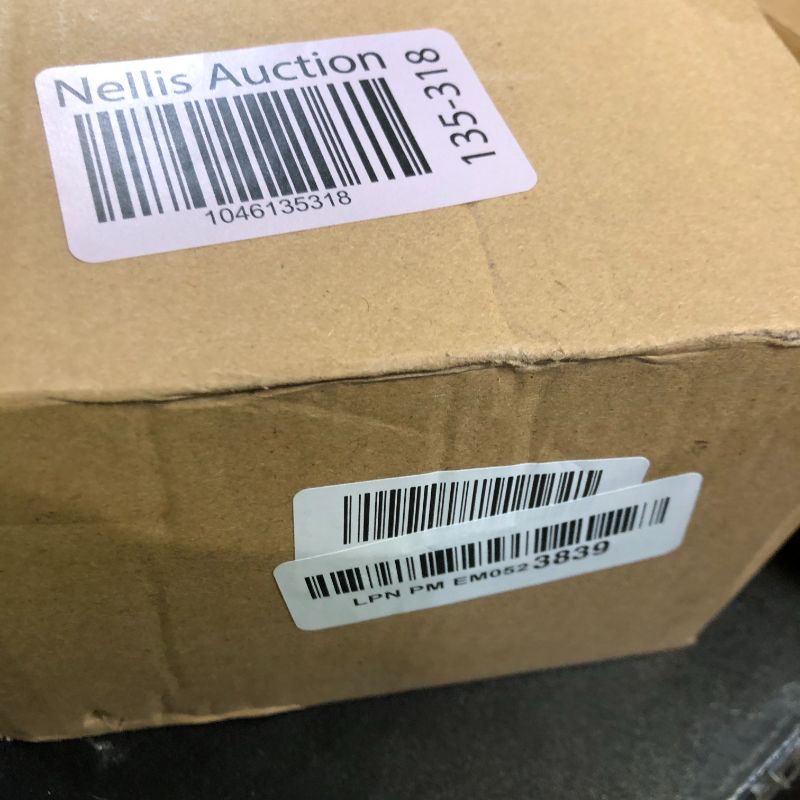 Nellis Auction
135-318
1046135318
LPN PM EM0523839